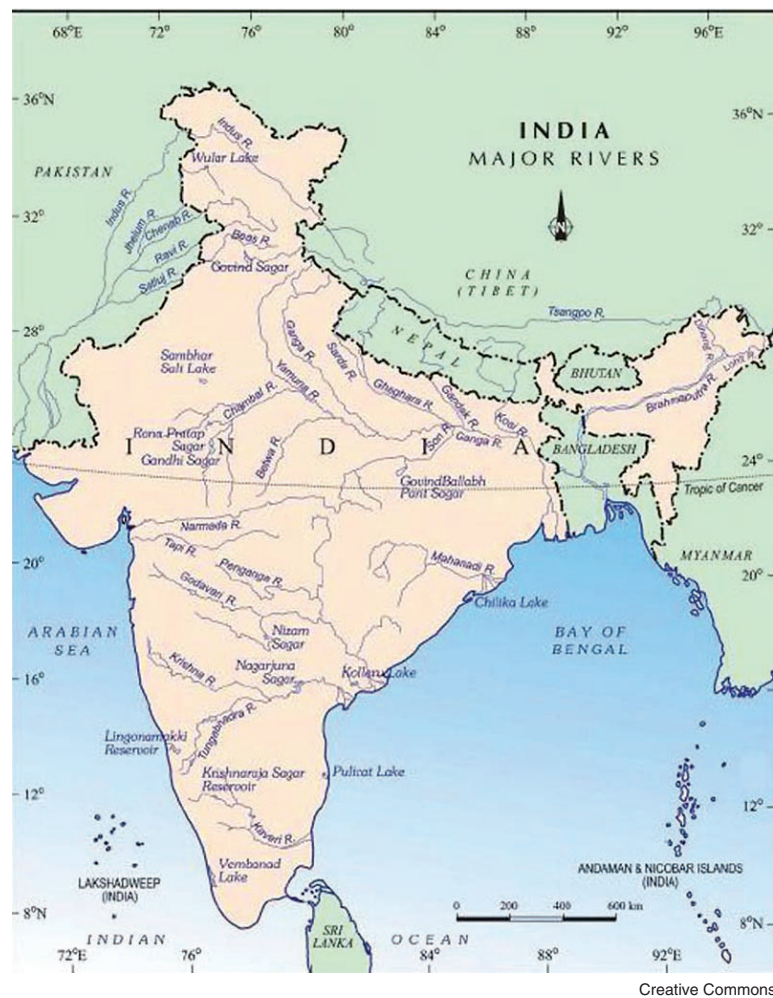 68°E 72° 76° 80° 84° 88° 92° 96°E
36°N
36°N
INDIA
MAJOR RIVERS
Indus R.
Wular Lake
PAKISTAN
Indus R.
Jhelum R.
Chenab R.
32°
32°
N
Beas R.
Ravi R.
Govind Sagar
Satluj R.
CHINA
(TIBET)
Tsangpo R.
28°
28°
NEPAL
Dihang R.
Lohit R.
Ganga R.
Sarda R.
Sambhar
Salt Lake
BHUTAN
Yamuna R.
Ghaghara R.
Gandak R.
Brahmaputra R.
Chambal R.
Kosi R.
Rana Pratap
Sagar
Gandhi Sagar
Betwa R.
Son R.
Ganga R.
I N D I A
BANGLADESH
24°
24°
GovindBallabh
Pant Sagar
Tropic of Cancer
Narmada R.
Tapi R.
MYANMAR
20°
20°
Penganga R.
Mahanadi R.
Godavari R.
Chilika Lake
ARABIAN
SEA
Nizam
Sagar
BAY OF
BENGAL
Krishna R.
Nagarjuna
Sagar
Kolleru Lake
16°
16°
Tungabhadra R.
Lingonamakki
Reservoir
Krishnaraja Sagar
Reservoir
Pulicat Lake
12°
12°
Kaveri R.
Vembanad
Lake
LAKSHADWEEP
(INDIA)
ANDAMAN & NICOBAR ISLANDS
(INDIA)
0 200 400 600 km
8°N
8°N
SRI
LANKA
INDIAN OCEAN
72°E 76° 84° 88° 92°E
Creative Commons